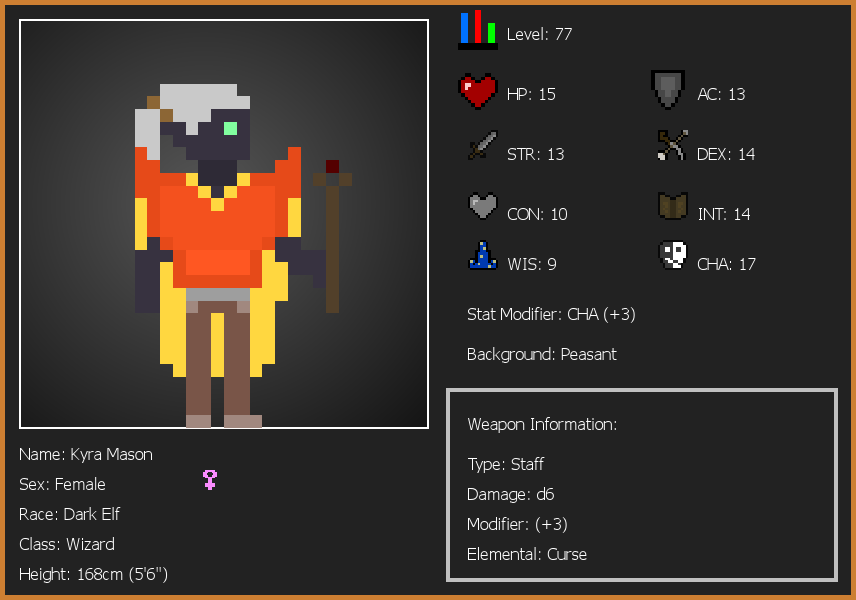 Level: 77
HP: 15
AC: 13
STR: 13
DEX: 14
CON: 10
INT: 14
WIS: 9
CHA: 17
Stat Modifier: CHA (+3)
Background: Peasant
Weapon Information:
Type: Staff
Damage: d6
Modifier: (+3)
Elemental: Curse
Name: Kyra Mason
Sex: Female
Race: Dark Elf
Class: Wizard
Height: 168cm (5'6")